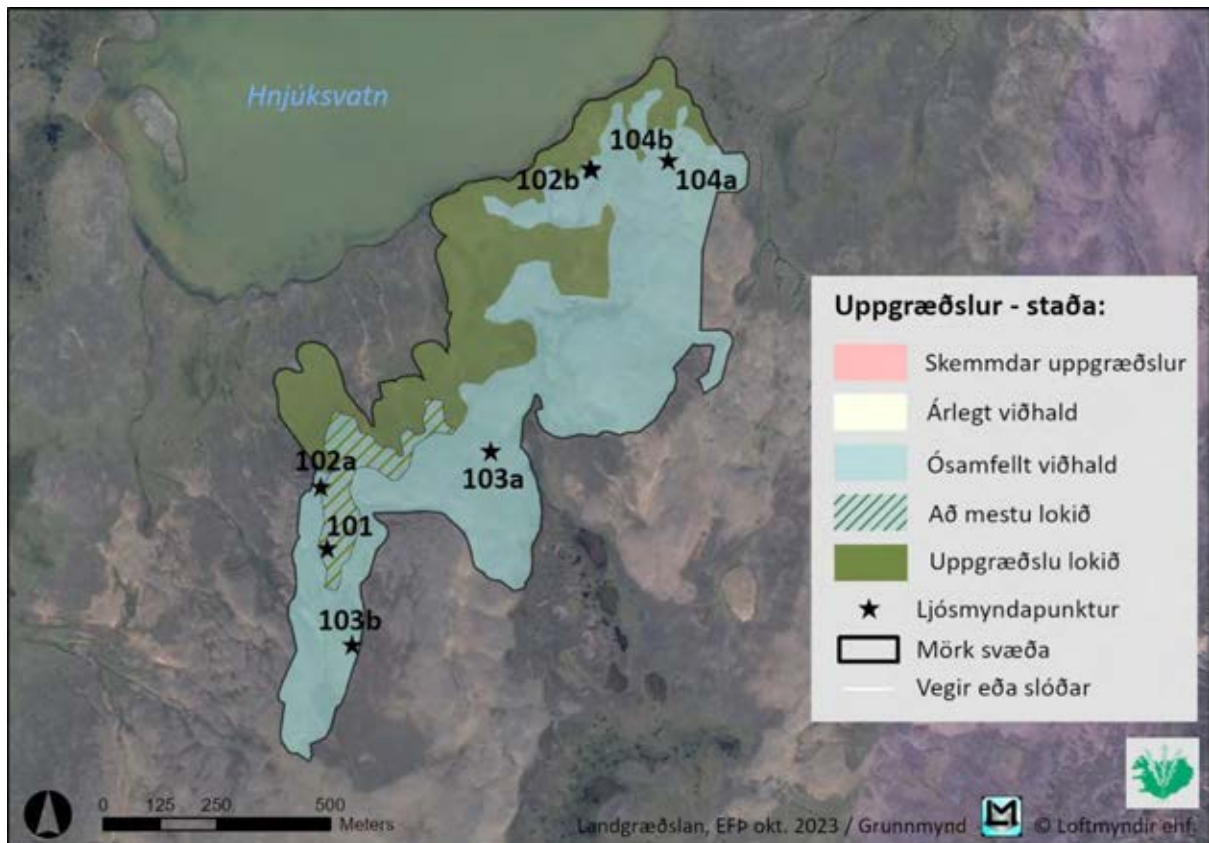 Hnjúksvatn
104b
102b
104a
102a
103a
101
103b
Uppgræðslur - staða:
Skemmdar uppgræðslur
Árlegt viðhald
Ósamfellt viðhald
Að mestu lokið
Uppgræðslu lokið
Ljósmyndapunktur
Mörk svæða
Vegir eða slóðar
0 125 250 500
Meters
Landgræðslan, EFÞ okt. 2023 / Grunnmynd © Loftmyndir ehf.